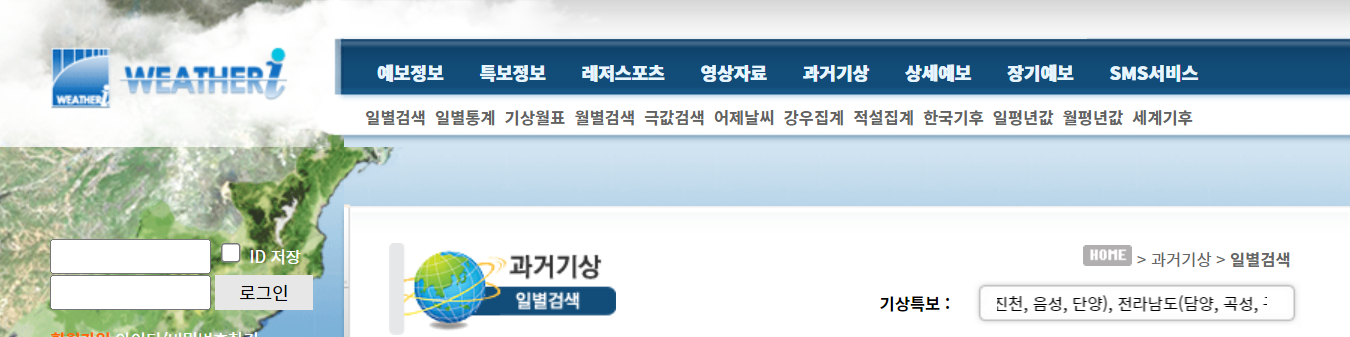 WEATHERi WEATHERi
예보정보 특보정보 레저스포츠 영상자료 과거기상 상세예보 장기예보 SMS서비스
일별검색 일별통계 기상월표 월별검색 극값검색 어제날씨 강우집계 적설집계 한국기후 일평년값 월평년값 세계기후
ID 저장
로그인
과거기상
일별검색
HOME > 과거기상 > 일별검색
기상특보 : 진천, 음성, 단양), 전라남도(담양, 곡성,